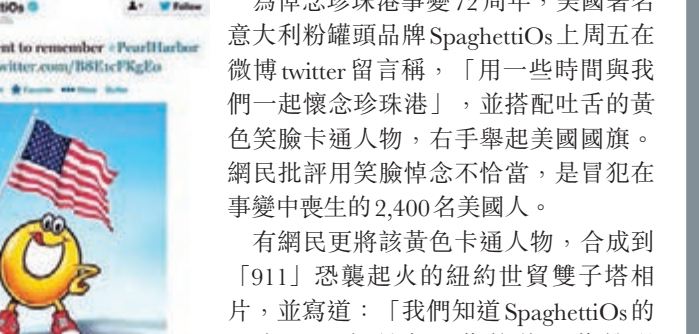 tiOs
Follow
nt to remember #PearlHarbor
witter.com/B8E1cFKgEo
Favorite
為悼念珍珠港事變72周年，美國著名
意大利粉罐頭品牌SpaghettiOs上周五在
微博twitter留言稱，「用一些時間與我
們一起懷念珍珠港」，並搭配吐舌的黃
色笑臉卡通人物，右手舉起美國國旗。
網民批評用笑臉悼念不恰當，是冒犯在
事變中喪生的2,400名美國人。
有網民更將該黃色卡通人物，合成到
「911」恐襲起火的紐約世貿雙子塔相
片，並寫道：「我們知道SpaghettiOs的